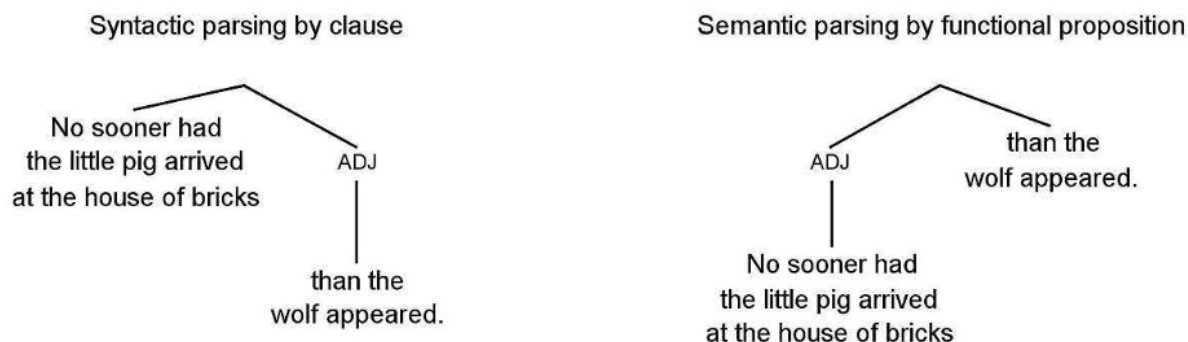 Syntactic parsing by clause
No sooner had
the little pig arrived
at the house of bricks
ADJ
than the
wolf appeared.
Semantic parsing by functional proposition
ADJ
No sooner had
the little pig arrived
at the house of bricks
than the
wolf appeared.